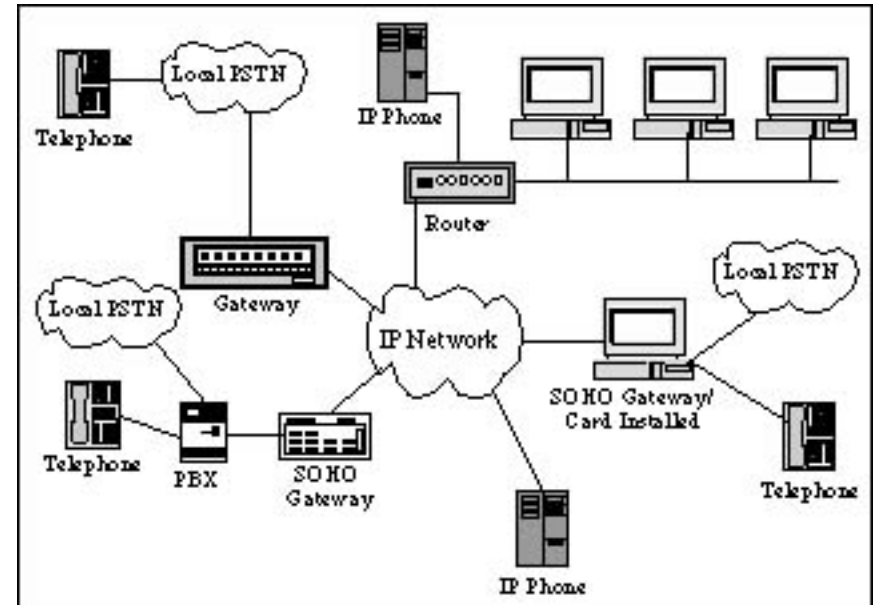 Local PSTN
Telephone
IP Phone
Router
Gateway
Local PSTN
IP Network
Local PSTN
SOHO Gateway/
Card Installed
Telephone
PBX
SOHO
Gateway
Telephone
IP Phone